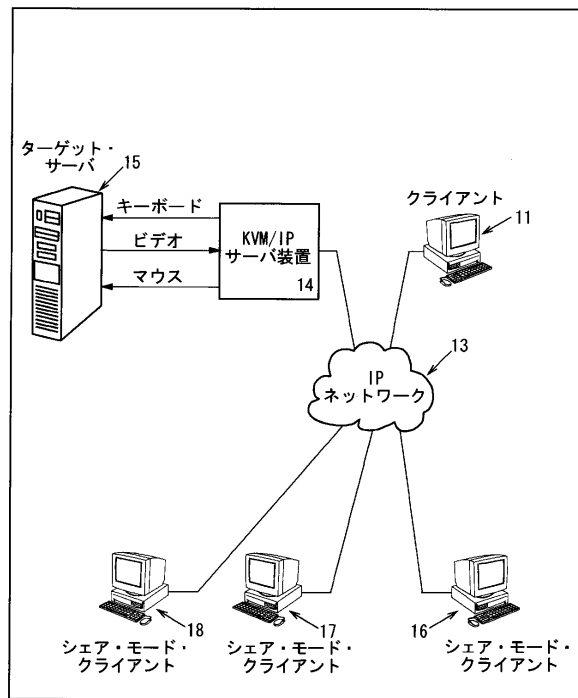 ターゲット・
サーバ
15
キーボード
ビデオ
マウス
KVM/IP
サーバ装置
14
クライアント
11
13
IP
ネットワーク
18
シェア・モード・
クライアント
17
シェア・モード・
クライアント
16
シェア・モード・
クライアント